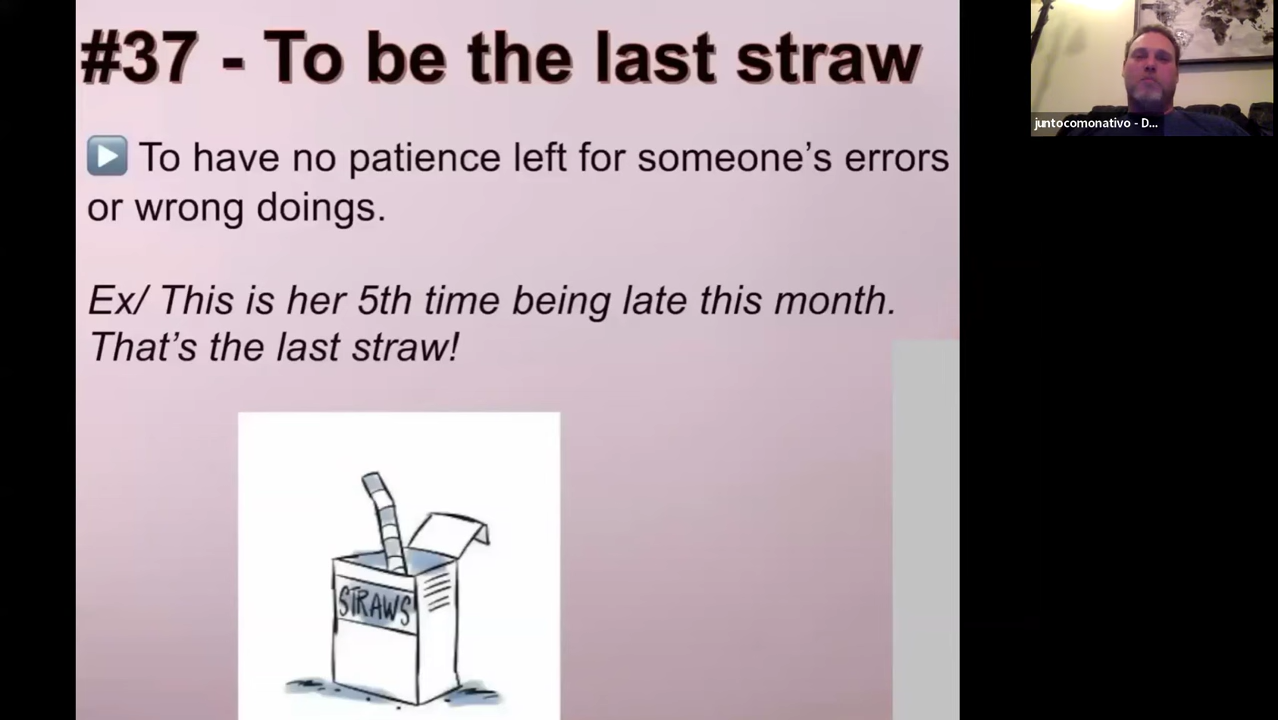 #37 - To be the last straw
juntocomonativo - D...
▶ To have no patience left for someone’s errors
or wrong doings.
Ex/ This is her 5th time being late this month.
That’s the last straw!
STRAWS